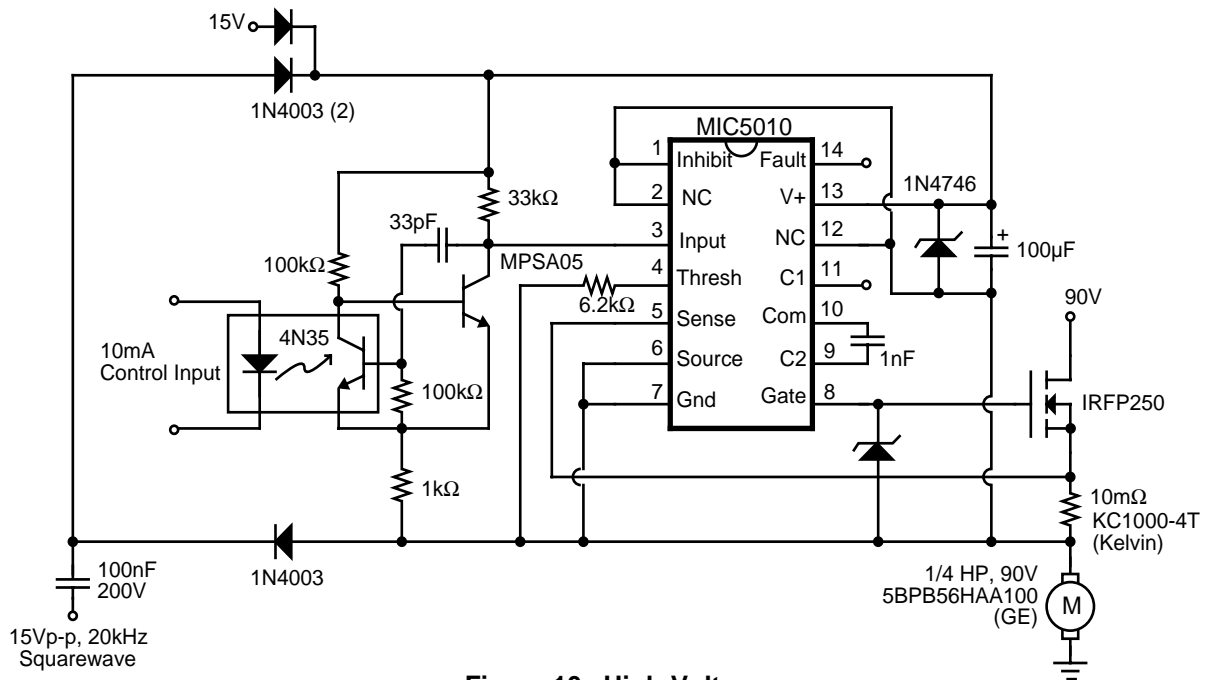 15V
1N4003 (2)
33kΩ
33pF
100kΩ
MPSA05
4N35
10mA
Control Input
100kΩ
1kΩ
1N4003
100nF
200V
15Vp-p, 20kHz
Squarewave
MIC5010
1 Inhibit Fault 14
2 NC V+ 13
3 Input NC 12
4 Thresh C1 11
5 Sense Com 10
6 Source C2 9
7 Gnd Gate 8
6.2kΩ
1N4746
+
100µF
1nF
90V
IRFP250
10mΩ
KC1000-4T
(Kelvin)
1/4 HP, 90V
5BPB56HAA100
(GE)
M